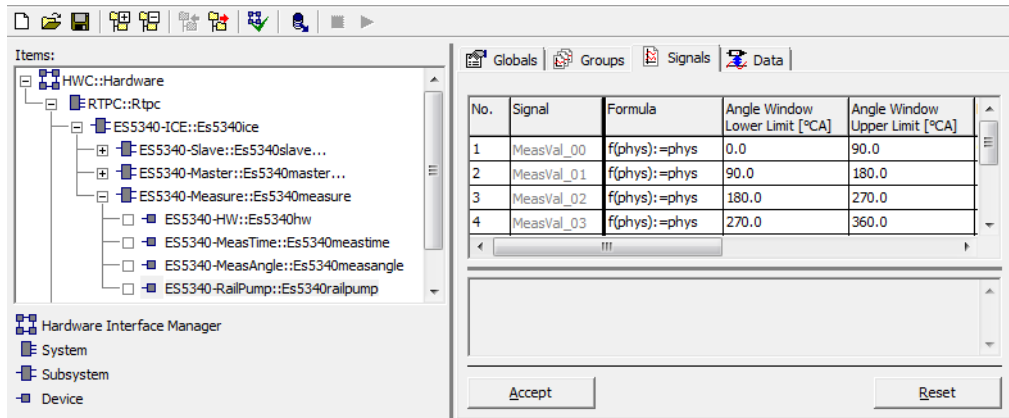 Items:
HWC::Hardware
RTPC::Rtpc
ES5340-ICE::Es5340ice
ES5340-Slave::Es5340slave...
ES5340-Master::Es5340master...
ES5340-Measure::Es5340measure
ES5340-HW::Es5340hw
ES5340-MeasTime::Es5340meastime
ES5340-MeasAngle::Es5340measangle
ES5340-RailPump::Es5340railpump
Hardware Interface Manager
System
Subsystem
Device
Globals Groups Signals Data
No. Signal Formula Angle Window Lower Limit [°CA] Angle Window Upper Limit [°CA]
1 MeasVal_00 f(phys):=phys 0.0 90.0
2 MeasVal_01 f(phys):=phys 90.0 180.0
3 MeasVal_02 f(phys):=phys 180.0 270.0
4 MeasVal_03 f(phys):=phys 270.0 360.0
Accept Reset